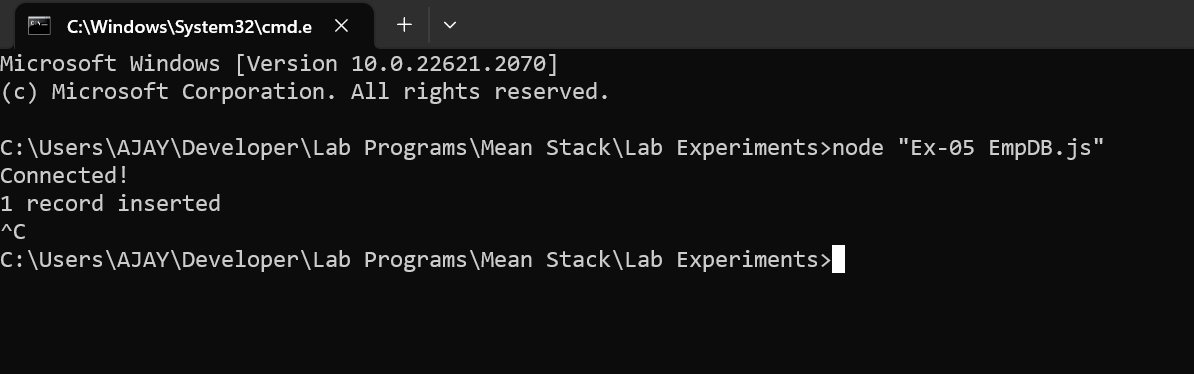 C:\Windows\System32\cmd.e
Microsoft Windows [Version 10.0.22621.2070]
(c) Microsoft Corporation. All rights reserved.
C:\Users\AJAY\Developer\Lab Programs\Mean Stack\Lab Experiments>node "Ex-05 EmpDB.js"
Connected!
1 record inserted
^C
C:\Users\AJAY\Developer\Lab Programs\Mean Stack\Lab Experiments>